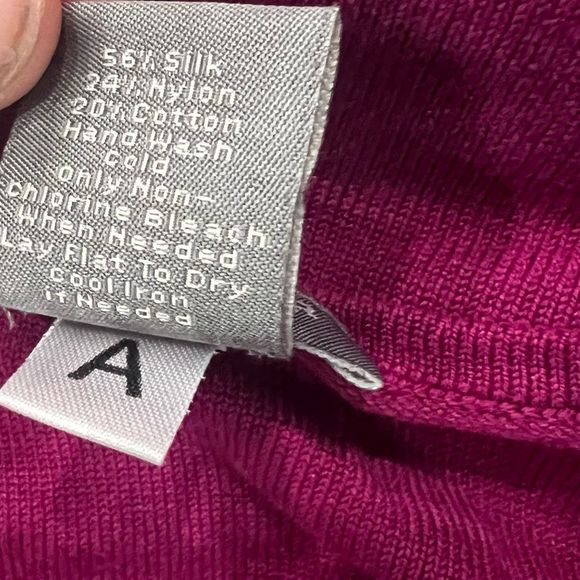 56% Silk
24% Nylon
20% Cotton
Hand Wash
Cold
Only Non-
Chlorine Bleach
When Needed
Lay Flat To Dry
Cool Iron
if Needed
A